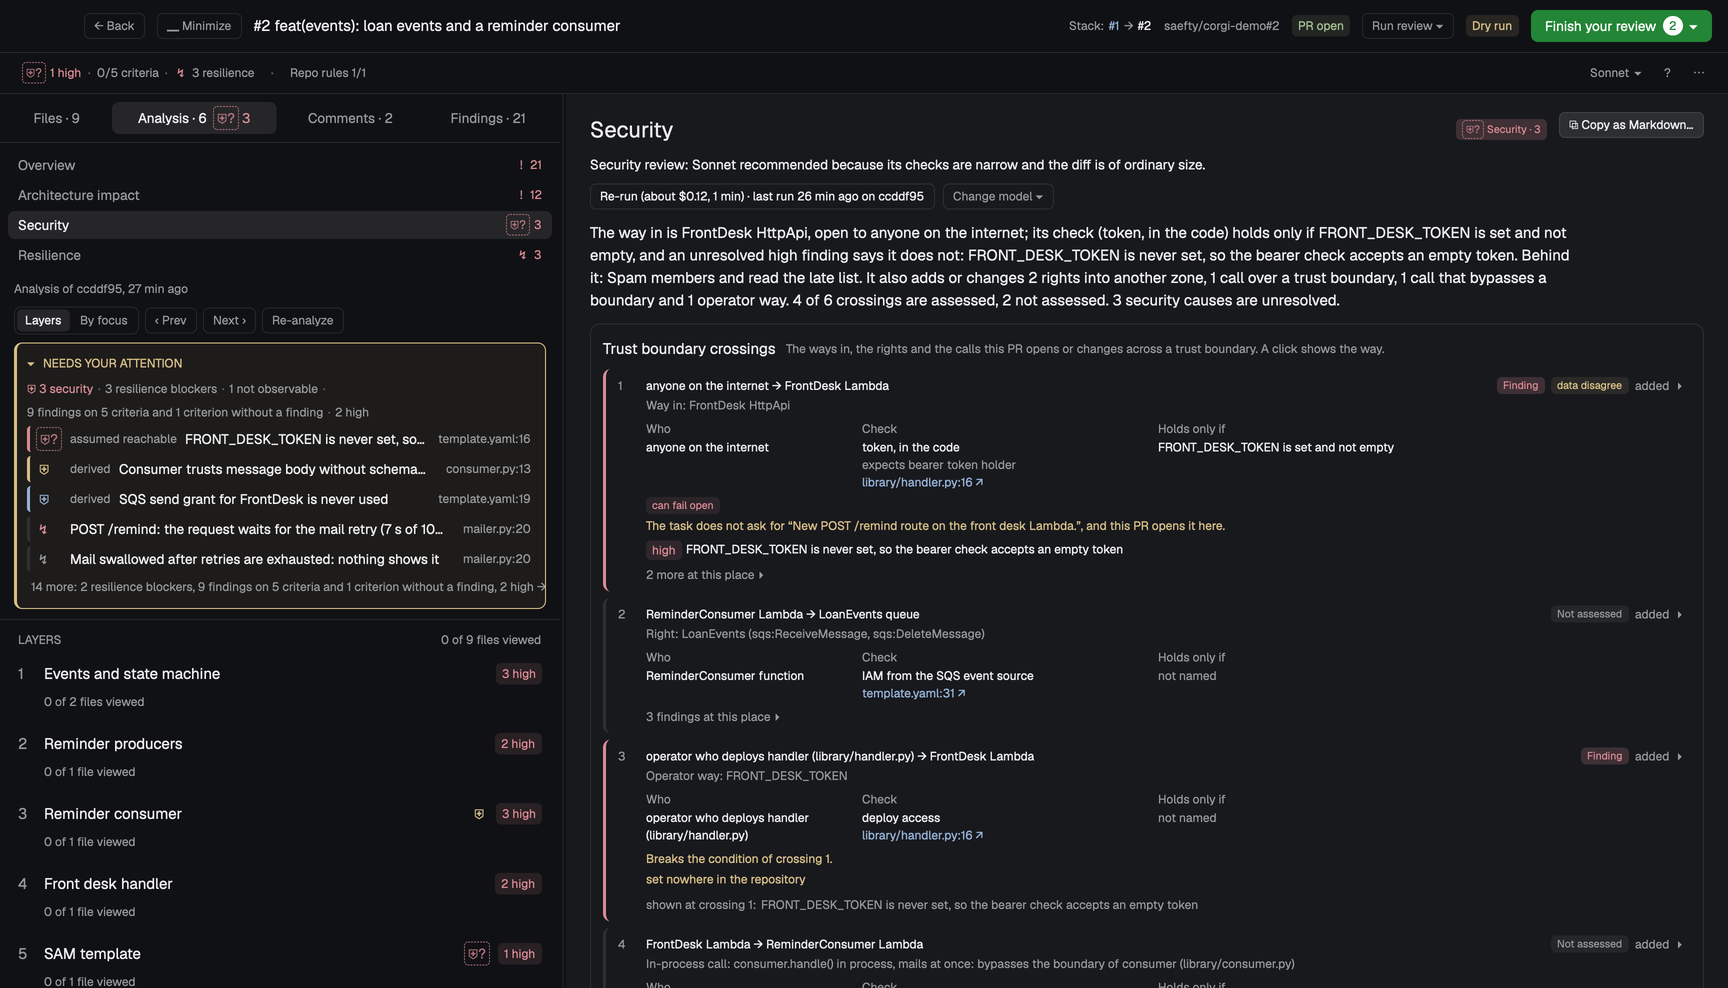 ← Back
Minimize
#2 feat(events): loan events and a reminder consumer
Stack: #1 → #2
saefty/corgi-demo#2
PR open
Run review
Dry run
Finish your review 2
? 1 high · 0/5 criteria · 3 resilience · Repo rules 1/1
Sonnet
?
···
Files · 9
Analysis · 6 ? 3
Comments · 2
Findings · 21
Overview ! 21
Architecture impact ! 12
Security ? 3
Resilience 3
Analysis of ccddf95, 27 min ago
Layers
By focus
‹ Prev
Next ›
Re-analyze
NEEDS YOUR ATTENTION
3 security · 3 resilience blockers · 1 not observable ·
9 findings on 5 criteria and 1 criterion without a finding · 2 high
? assumed reachable FRONT_DESK_TOKEN is never set, so... template.yaml:16
derived Consumer trusts message body without schema... consumer.py:13
derived SQS send grant for FrontDesk is never used template.yaml:19
POST /remind: the request waits for the mail retry (7 s of 10... mailer.py:20
Mail swallowed after retries are exhausted: nothing shows it mailer.py:20
14 more: 2 resilience blockers, 9 findings on 5 criteria and 1 criterion without a finding, 2 high →
LAYERS 0 of 9 files viewed
1 Events and state machine 3 high
0 of 2 files viewed
2 Reminder producers 2 high
0 of 1 file viewed
3 Reminder consumer 3 high
0 of 1 file viewed
4 Front desk handler 2 high
0 of 1 file viewed
5 SAM template ? 1 high
0 of 1 file viewed
Security
? Security · 3
Copy as Markdown...
Security review: Sonnet recommended because its checks are narrow and the diff is of ordinary size.
Re-run (about $0.12, 1 min) · last run 26 min ago on ccddf95
Change model
The way in is FrontDesk HttpApi, open to anyone on the internet; its check (token, in the code) holds only if FRONT_DESK_TOKEN is set and not
empty, and an unresolved high finding says it does not: FRONT_DESK_TOKEN is never set, so the bearer check accepts an empty token. Behind
it: Spam members and read the late list. It also adds or changes 2 rights into another zone, 1 call over a trust boundary, 1 call that bypasses a
boundary and 1 operator way. 4 of 6 crossings are assessed, 2 not assessed. 3 security causes are unresolved.
Trust boundary crossings The ways in, the rights and the calls this PR opens or changes across a trust boundary. A click shows the way.
1 anyone on the internet → FrontDesk Lambda Finding data disagree added
Way in: FrontDesk HttpApi
Who Check Holds only if
anyone on the internet token, in the code FRONT_DESK_TOKEN is set and not empty
expects bearer token holder
library/handler.py:16 ↗
can fail open
The task does not ask for “New POST /remind route on the front desk Lambda.”, and this PR opens it here.
high FRONT_DESK_TOKEN is never set, so the bearer check accepts an empty token
2 more at this place
2 ReminderConsumer Lambda → LoanEvents queue Not assessed added
Right: LoanEvents (sqs:ReceiveMessage, sqs:DeleteMessage)
Who Check Holds only if
ReminderConsumer function IAM from the SQS event source not named
template.yaml:31 ↗
3 findings at this place
3 operator who deploys handler (library/handler.py) → FrontDesk Lambda Finding added
Operator way: FRONT_DESK_TOKEN
Who Check Holds only if
operator who deploys handler deploy access not named
(library/handler.py) library/handler.py:16 ↗
Breaks the condition of crossing 1.
set nowhere in the repository
shown at crossing 1: FRONT_DESK_TOKEN is never set, so the bearer check accepts an empty token
4 FrontDesk Lambda → ReminderConsumer Lambda Not assessed added
In-process call: consumer.handle() in process, mails at once: bypasses the boundary of consumer (library/consumer.py)
Who Check Holds only if